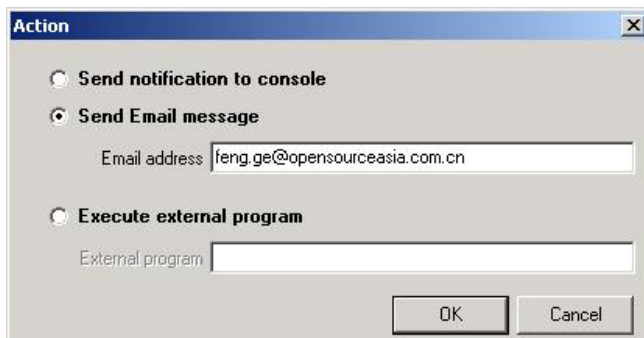 Action
Send notification to console
Send Email message
Email address feng.ge@opensourceasia.com.cn
Execute external program
External program
OK Cancel